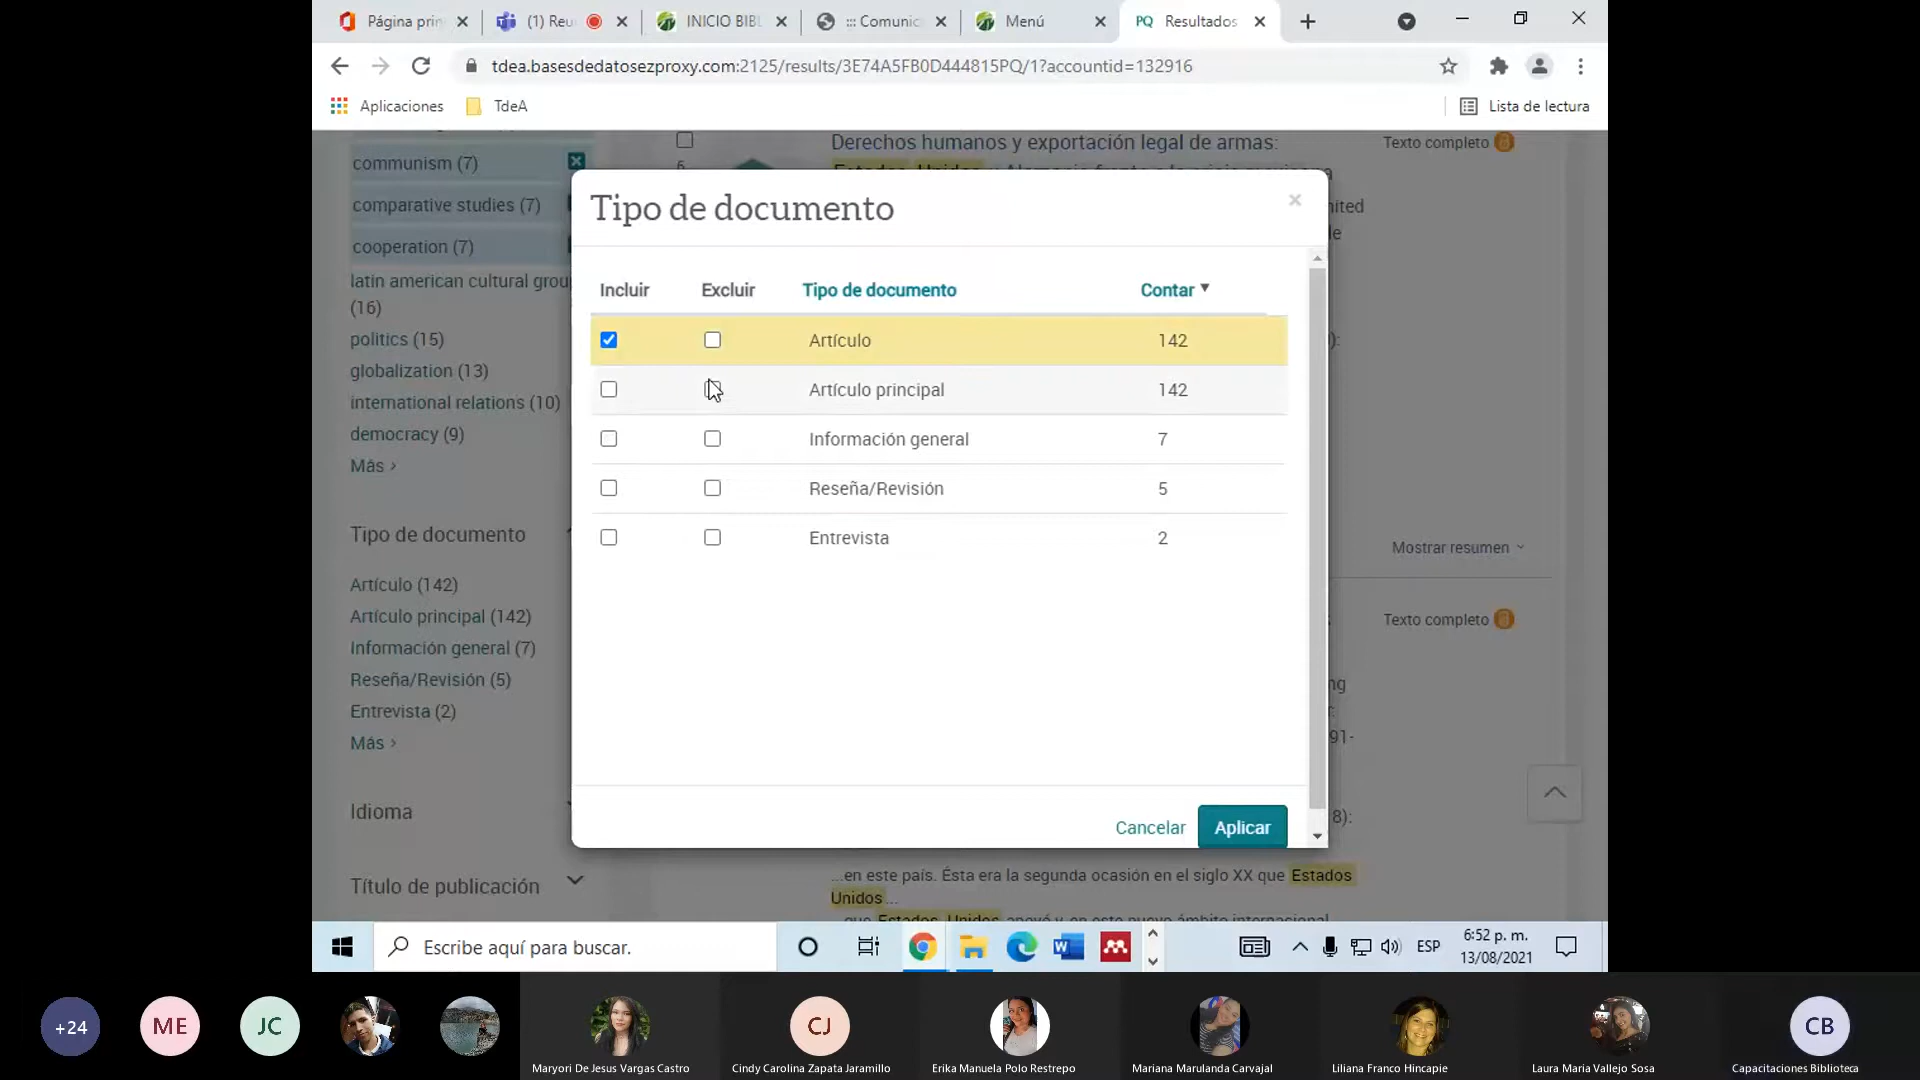 Página prin
(1) Reu
INICIO BIBL
::: Comunic
Menú
PQ Resultados
tdea.basesdedatosezproxy.com:2125/results/3E74A5FB0D444815PQ/1?accountid=132916
Aplicaciones
TdeA
Lista de lectura
communism (7)
comparative studies (7)
cooperation (7)
latin american cultural grou
(16)
politics (15)
globalization (13)
international relations (10)
democracy (9)
Más >
Tipo de documento
Artículo (142)
Artículo principal (142)
Información general (7)
Reseña/Revisión (5)
Entrevista (2)
Más >
Idioma
Título de publicación
6
Derechos humanos y exportación legal de armas:
Texto completo
nited
Tipo de documento
×
Incluir Excluir Tipo de documento Contar ▼
Artículo 142
Artículo principal 142
Información general 7
Reseña/Revisión 5
Entrevista 2
Cancelar
Aplicar
Mostrar resumen
Texto completo
ng
91-
8):
...en este país. Ésta era la segunda ocasión en el siglo XX que Estados
Unidos...
Escribe aquí para buscar.
ESP
6:52 p. m.
13/08/2021
+24
ME
JC
Maryori De Jesus Vargas Castro
CJ
Cindy Carolina Zapata Jaramillo
Erika Manuela Polo Restrepo
Mariana Marulanda Carvajal
Liliana Franco Hincapie
Laura Maria Vallejo Sosa
CB
Capacitaciones Biblioteca